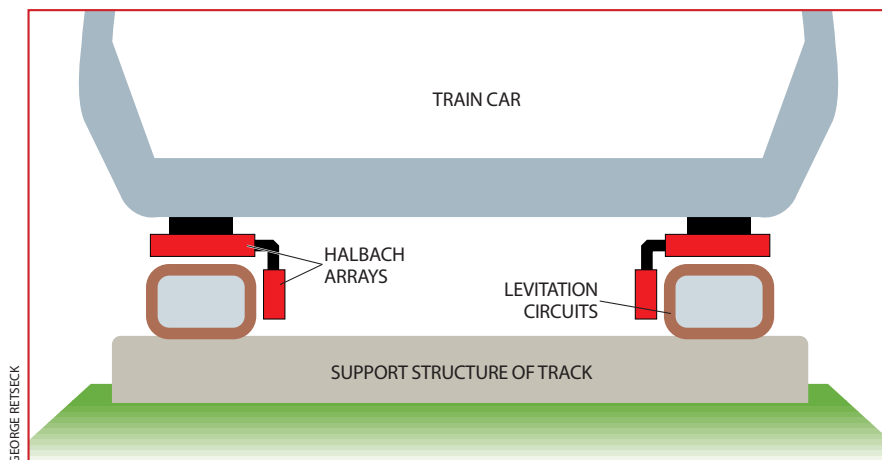 TRAIN CAR
HALBACH
ARRAYS
LEVITATION
CIRCUITS
SUPPORT STRUCTURE OF TRACK
GEORGE RETSECK